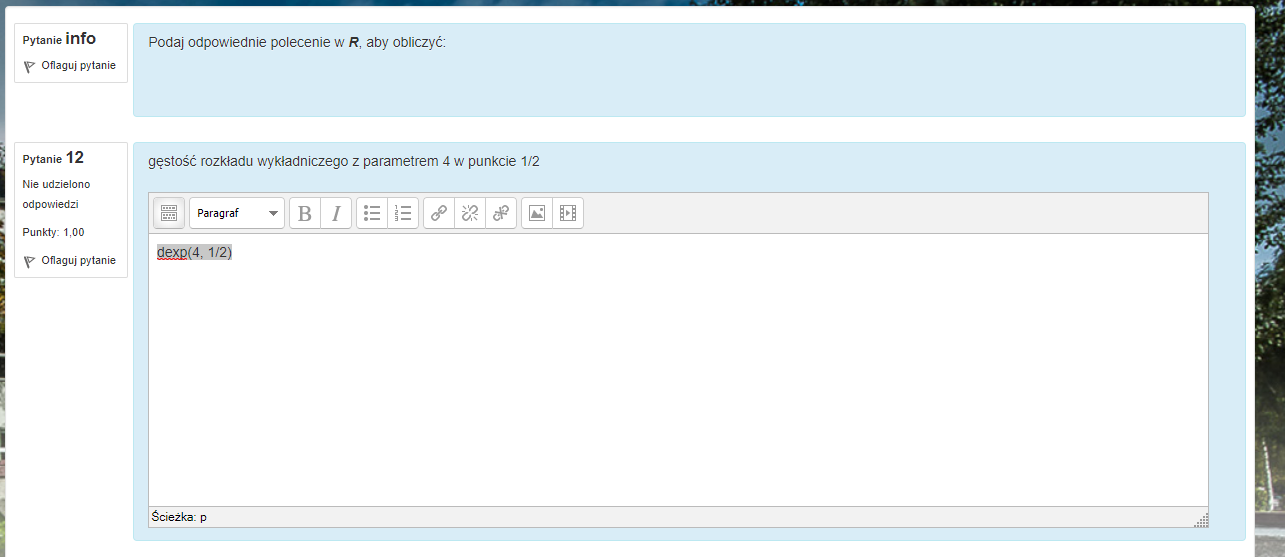 Pytanie info
Oflaguj pytanie
Podaj odpowiednie polecenie w R, aby obliczyć:
Pytanie 12
Nie udzielono
odpowiedzi
Punkty: 1,00
Oflaguj pytanie
gęstość rozkładu wykładniczego z parametrem 4 w punkcie 1/2
Paragraf
B I
dexp(4, 1/2)
Ścieżka: p